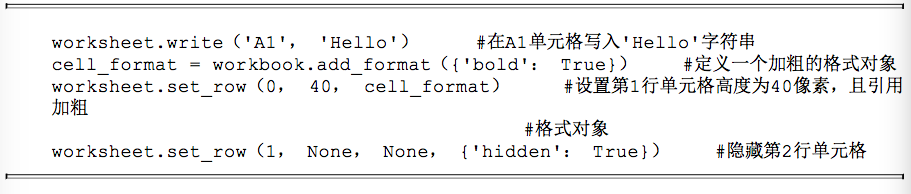 worksheet.write（'A1'， 'Hello'） #在A1单元格写入'Hello'字符串
cell_format = workbook.add_format（{'bold'： True}） #定义一个加粗的格式对象
worksheet.set_row（0， 40， cell_format） #设置第1行单元格高度为40像素，且引用
加粗
#格式对象
worksheet.set_row（1， None， None， {'hidden'： True}） #隐藏第2行单元格